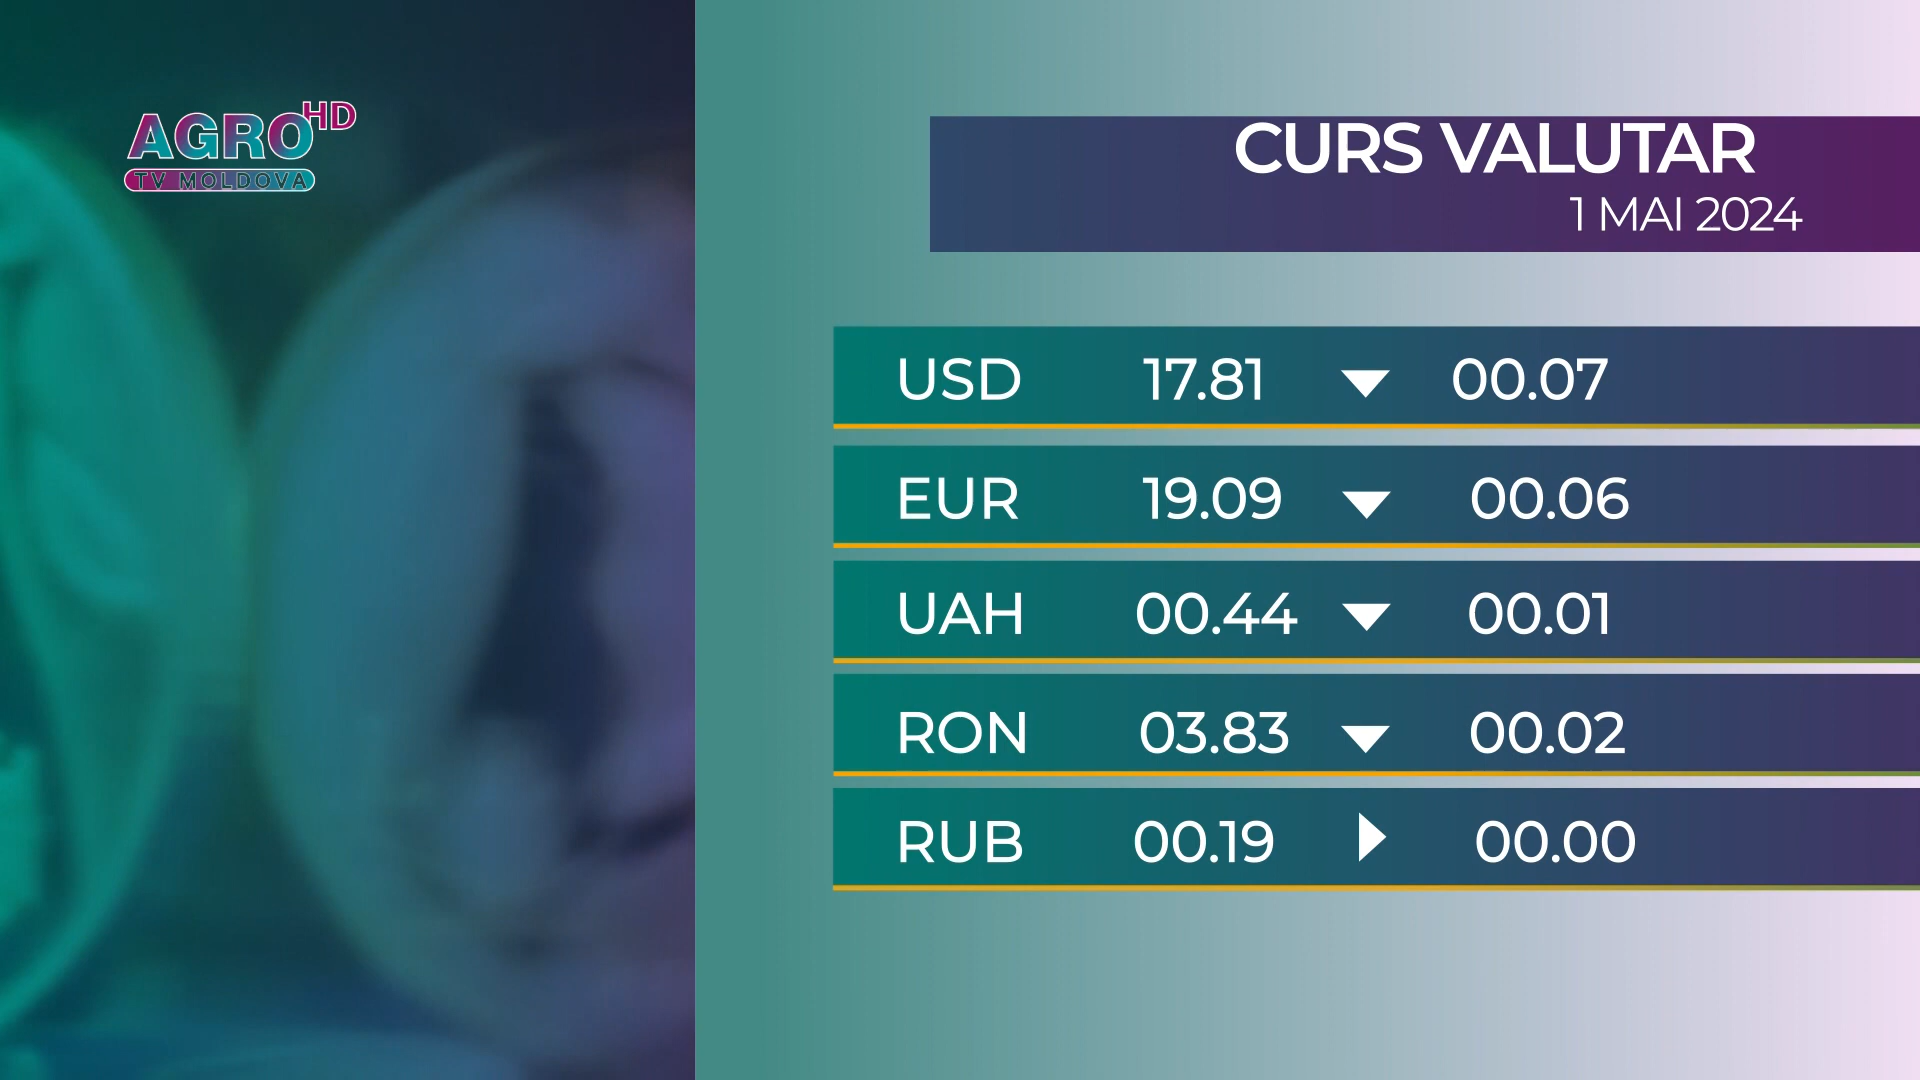 AGRO HD
TV MOLDOVA
CURS VALUTAR
1 MAI 2024
USD 17.81 ▼ 00.07
EUR 19.09 ▼ 00.06
UAH 00.44 ▼ 00.01
RON 03.83 ▼ 00.02
RUB 00.19 ▶ 00.00